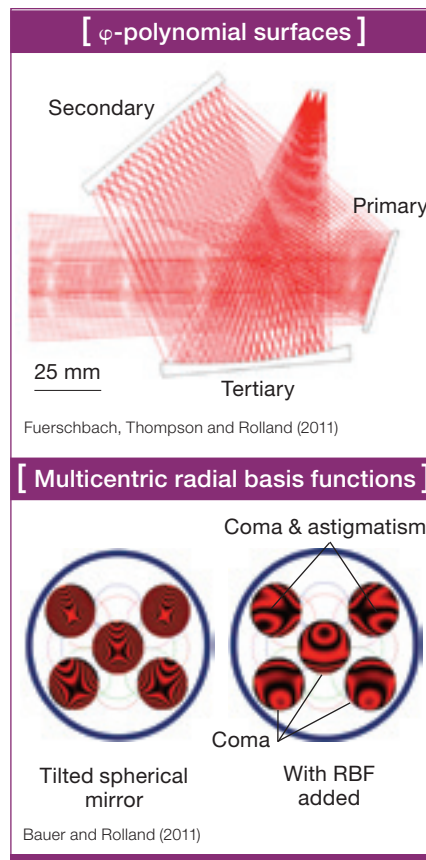 [ φ-polynomial surfaces ]
Secondary
Primary
25 mm
Tertiary
Fuerschbach, Thompson and Rolland (2011)
[ Multicentric radial basis functions ]
Coma & astigmatism
Coma
Tilted spherical
mirror
With RBF
added
Bauer and Rolland (2011)